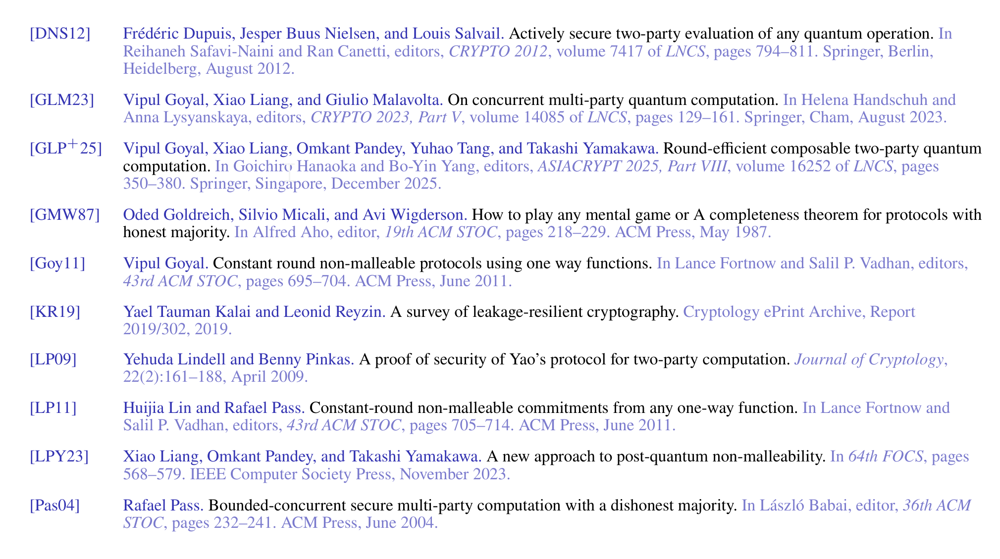 [DNS12] Frédéric Dupuis, Jesper Buus Nielsen, and Louis Salvail. Actively secure two-party evaluation of any quantum operation. In
Reihaneh Safavi-Naini and Ran Canetti, editors, CRYPTO 2012, volume 7417 of LNCS, pages 794–811. Springer, Berlin,
Heidelberg, August 2012.
[GLM23] Vipul Goyal, Xiao Liang, and Giulio Malavolta. On concurrent multi-party quantum computation. In Helena Handschuh and
Anna Lysyanskaya, editors, CRYPTO 2023, Part V, volume 14085 of LNCS, pages 129–161. Springer, Cham, August 2023.
[GLP+25] Vipul Goyal, Xiao Liang, Omkant Pandey, Yuhao Tang, and Takashi Yamakawa. Round-efficient composable two-party quantum
computation. In Goichiro Hanaoka and Bo-Yin Yang, editors, ASIACRYPT 2025, Part VIII, volume 16252 of LNCS, pages
350–380. Springer, Singapore, December 2025.
[GMW87] Oded Goldreich, Silvio Micali, and Avi Wigderson. How to play any mental game or A completeness theorem for protocols with
honest majority. In Alfred Aho, editor, 19th ACM STOC, pages 218–229. ACM Press, May 1987.
[Goy11] Vipul Goyal. Constant round non-malleable protocols using one way functions. In Lance Fortnow and Salil P. Vadhan, editors,
43rd ACM STOC, pages 695–704. ACM Press, June 2011.
[KR19] Yael Tauman Kalai and Leonid Reyzin. A survey of leakage-resilient cryptography. Cryptology ePrint Archive, Report
2019/302, 2019.
[LP09] Yehuda Lindell and Benny Pinkas. A proof of security of Yao’s protocol for two-party computation. Journal of Cryptology,
22(2):161–188, April 2009.
[LP11] Huijia Lin and Rafael Pass. Constant-round non-malleable commitments from any one-way function. In Lance Fortnow and
Salil P. Vadhan, editors, 43rd ACM STOC, pages 705–714. ACM Press, June 2011.
[LPY23] Xiao Liang, Omkant Pandey, and Takashi Yamakawa. A new approach to post-quantum non-malleability. In 64th FOCS, pages
568–579. IEEE Computer Society Press, November 2023.
[Pas04] Rafael Pass. Bounded-concurrent secure multi-party computation with a dishonest majority. In László Babai, editor, 36th ACM
STOC, pages 232–241. ACM Press, June 2004.